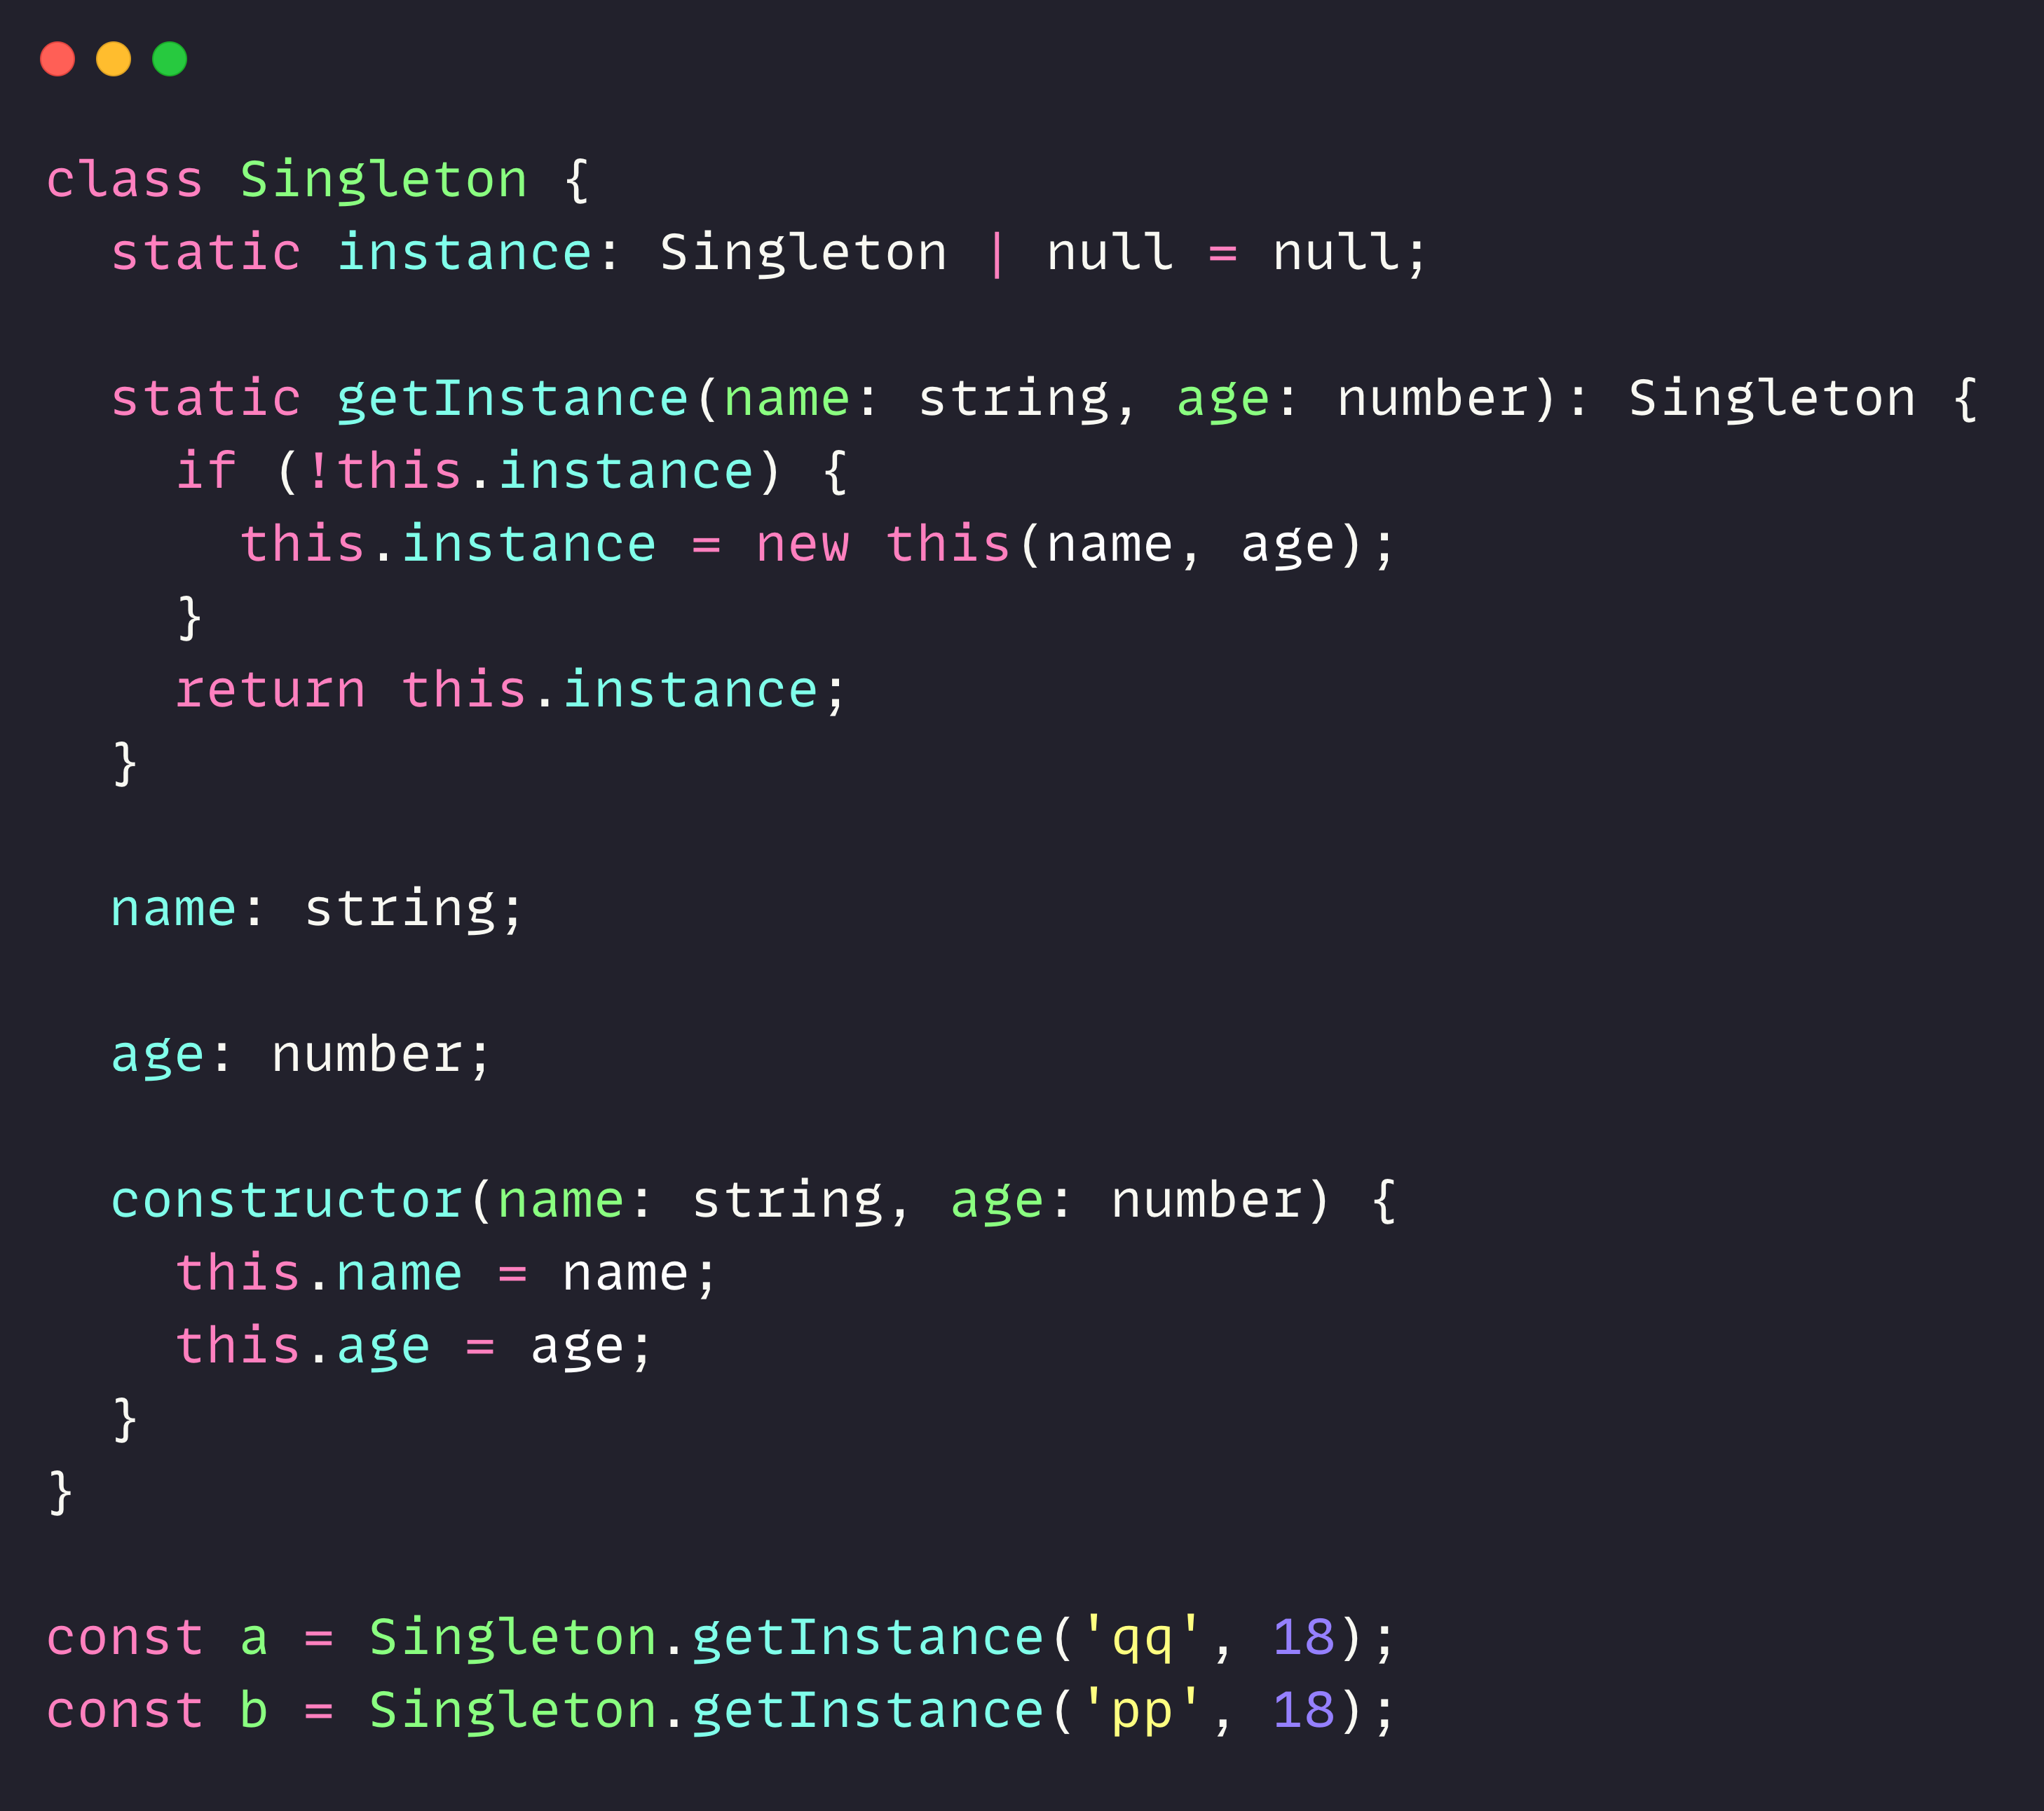 class Singleton {
  static instance: Singleton | null = null;

  static getInstance(name: string, age: number): Singleton {
    if (!this.instance) {
      this.instance = new this(name, age);
    }
    return this.instance;
  }

  name: string;

  age: number;

  constructor(name: string, age: number) {
    this.name = name;
    this.age = age;
  }
}

const a = Singleton.getInstance('qq', 18);
const b = Singleton.getInstance('pp', 18);